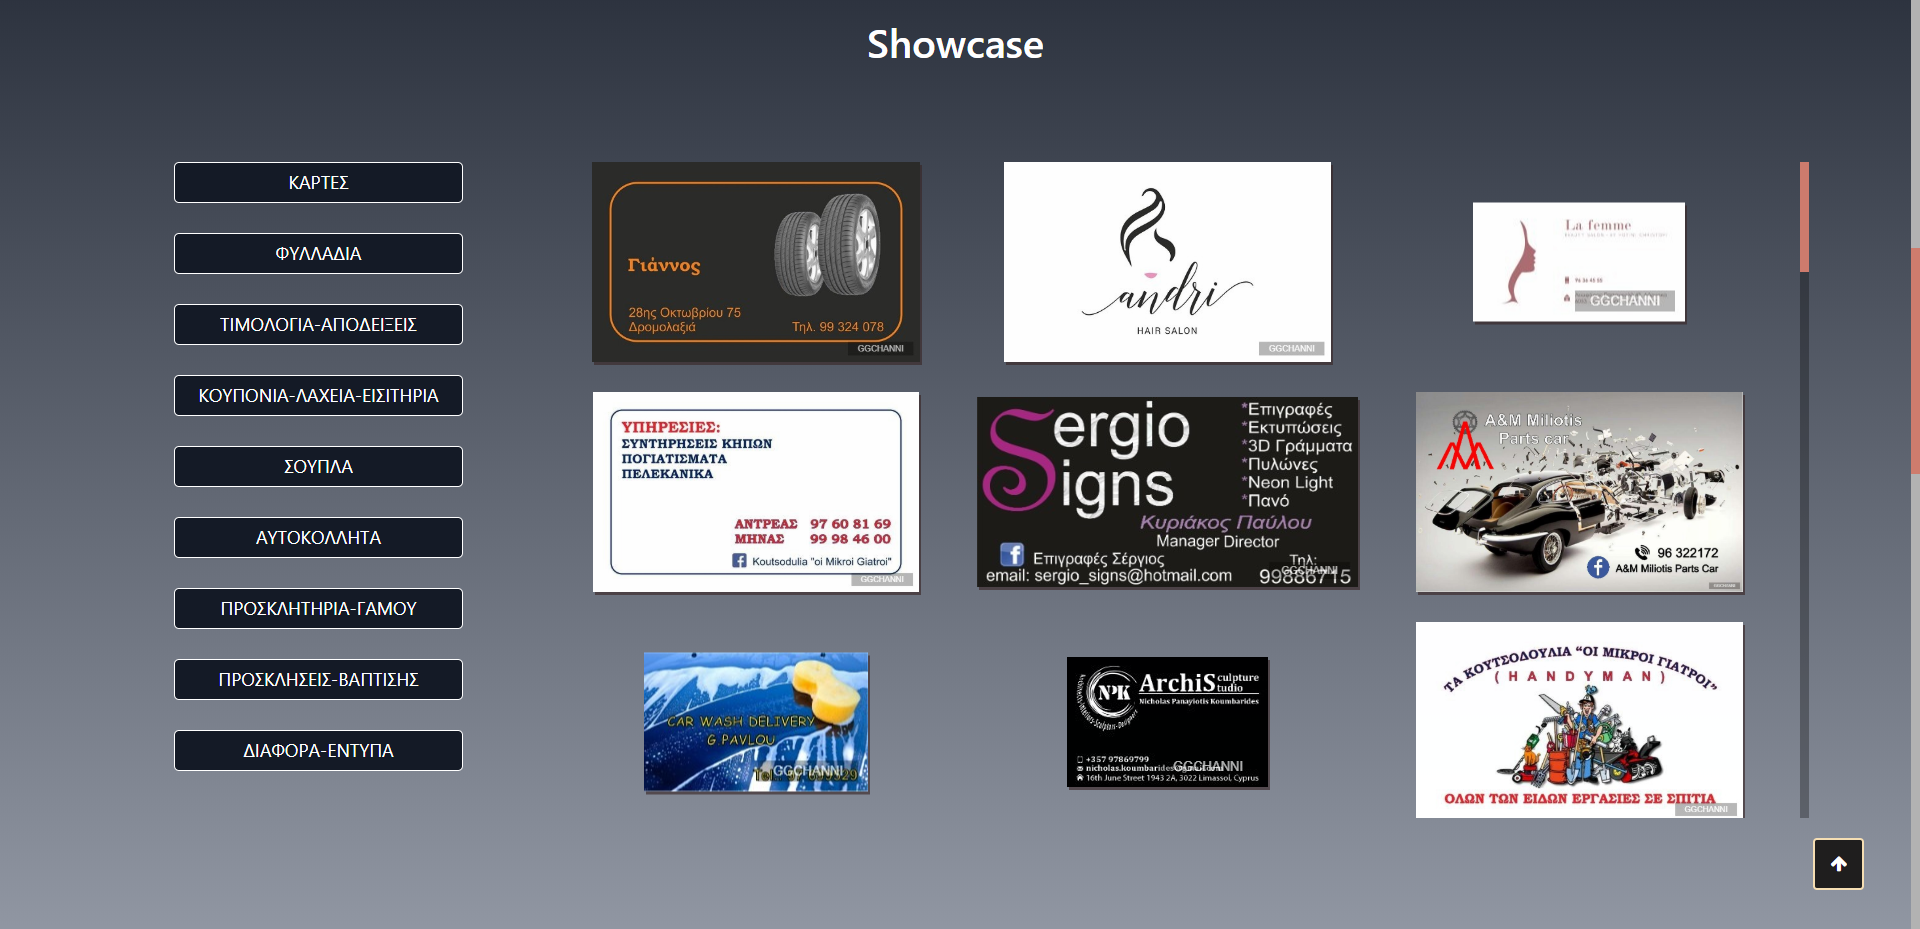 Showcase
ΚΑΡΤΕΣ
ΦΥΛΛΑΔΙΑ
ΤΙΜΟΛΟΓΙΑ-ΑΠΟΔΕΙΞΕΙΣ
ΚΟΥΠΟΝΙΑ-ΛΑΧΕΙΑ-ΕΙΣΙΤΗΡΙΑ
ΣΟΥΠΛΑ
ΑΥΤΟΚΟΛΛΗΤΑ
ΠΡΟΣΚΛΗΤΗΡΙΑ-ΓΑΜΟΥ
ΠΡΟΣΚΛΗΣΕΙΣ-ΒΑΠΤΙΣΗΣ
ΔΙΑΦΟΡΑ-ΕΝΤΥΠΑ
Γιάννος
28ης Οκτωβρίου 75
Δρομολαξιά
Τηλ. 99 324 078
GGCHANNI
andri
HAIR SALON
GGCHANNI
La femme
96 36 45 55
GGCHANNI
ΥΠΗΡΕΣΙΕΣ:
ΣΥΝΤΗΡΗΣΕΙΣ ΚΗΠΩΝ
ΠΟΓΙΑΤΙΣΜΑΤΑ
ΠΕΛΕΚΑΝΙΚΑ
ΑΝΤΡΕΑΣ 97 60 81 69
ΜΗΝΑΣ 99 98 46 00
Koutsodulia "oi Mikroi Giatroi"
GGCHANNI
Sergio
Signs
*Επιγραφές
*Εκτυπώσεις
*3D Γράμματα
*Πυλώνες
*Neon Light
*Πανό
Κυριάκος Παύλου
Manager Director
Επιγραφές Σέργιος
email: sergio_signs@hotmail.com
Τηλ:
99886715
GGCHANNI
A&M Miliotis
Parts car
96 322172
A&M Miliotis Parts Car
GGCHANNI
CAR WASH DELIVERY
G PAVLOU
GGCHANNI
NPK
ArchiSculpture
Studio
Nicholas Panayiotis Koumbarides
+357 97869799
16th June Street 1943 2A, 3022 Limassol, Cyprus
GGCHANNI
ΤΑ ΚΟΥΤΣΟΔΟΥΛΙΑ "ΟΙ ΜΙΚΡΟΙ ΓΙΑΤΡΟΙ"
(HANDYMAN)
ΟΛΩΝ ΤΩΝ ΕΙΔΩΝ ΕΡΓΑΣΙΕΣ ΣΕ ΣΠΙΤΙΑ
GGCHANNI